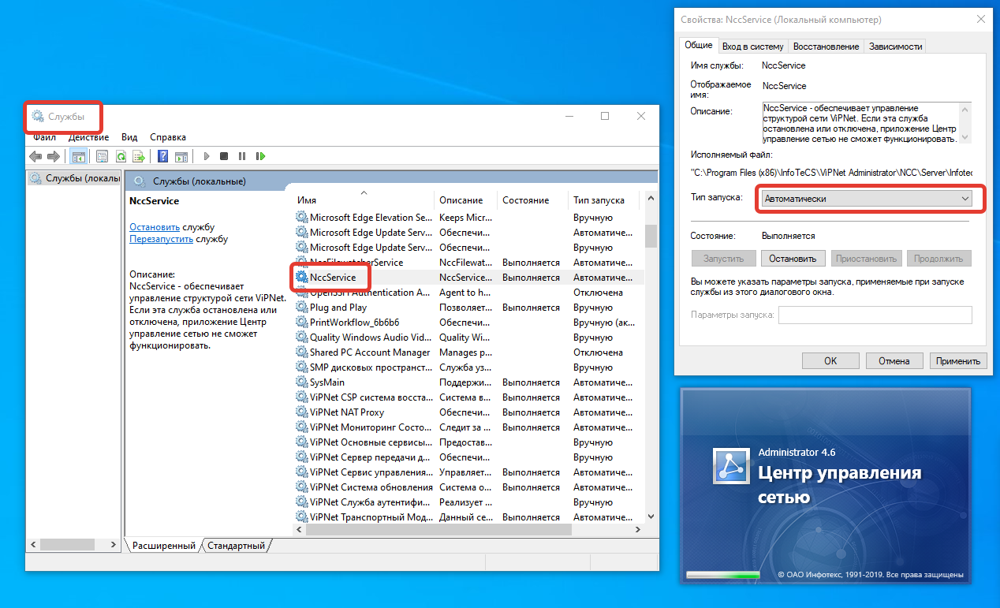 Службы
Файл Действие Вид Справка
Службы (локалы
Службы (локальные)
NccService
Остановить службу
Перезапустить службу
Описание:
NccService - обеспечивает
управление структурой сети ViPNet.
Если эта служба остановлена или
отключена, приложение Центр
управление сетью не сможет
функционировать.
Имя Описание Состояние Тип запуска
Microsoft Edge Elevation Se... Keeps Micr... Вручную
Microsoft Edge Update Serv... Обеспечи... Автоматиче...
Microsoft Edge Update Serv... Обеспечи... Вручную
NccFilewatcherService NccFilewat... Выполняется Автоматиче...
NccService NccService... Выполняется Автоматиче...
OpenSSH Authentication A... Agent to h... Отключена
Plug and Play Позволяет... Выполняется Вручную
PrintWorkflow_6b6b6 Обеспечи... Вручную (ак...
Quality Windows Audio Vid... Quality Wi... Вручную
Shared PC Account Manager Manages p... Отключена
SMP дисковых пространст... Служба уз... Вручную
SysMain Поддержи... Выполняется Автоматиче...
ViPNet CSP система восста... Система в... Выполняется Автоматиче...
ViPNet NAT Proxy Обеспечи... Выполняется Автоматиче...
ViPNet Мониторинг Состо... Следит за ... Выполняется Автоматиче...
ViPNet Основные сервисы... Предостав... Вручную
ViPNet Сервер передачи д... Обеспечи... Вручную
ViPNet Сервис управления... Управляет... Выполняется Автоматиче...
ViPNet Система обновления Система о... Выполняется Автоматиче...
ViPNet Служба аутентифи... Реализует ... Вручную
ViPNet Транспортный Мод... Данный се... Выполняется Автоматиче...
Расширенный Стандартный
Свойства: NccService (Локальный компьютер)
Общие Вход в систему Восстановление Зависимости
Имя службы: NccService
Отображаемое
имя:
NccService
Описание:
NccService - обеспечивает управление
структурой сети ViPNet. Если эта служба
остановлена или отключена, приложение Центр
управление сетью не сможет функционировать.
Исполняемый файл:
"C:\Program Files (x86)\InfoTeCS\ViPNet Administrator\NCC\Server\Infotec
Тип запуска: Автоматически
Состояние: Выполняется
Запустить Остановить Приостановить Продолжить
Вы можете указать параметры запуска, применяемые при запуске
службы из этого диалогового окна.
Параметры запуска:
OK Отмена Применить
Administrator 4.6
Центр управления
сетью
© ОАО Инфотекс, 1991-2019. Все права защищены